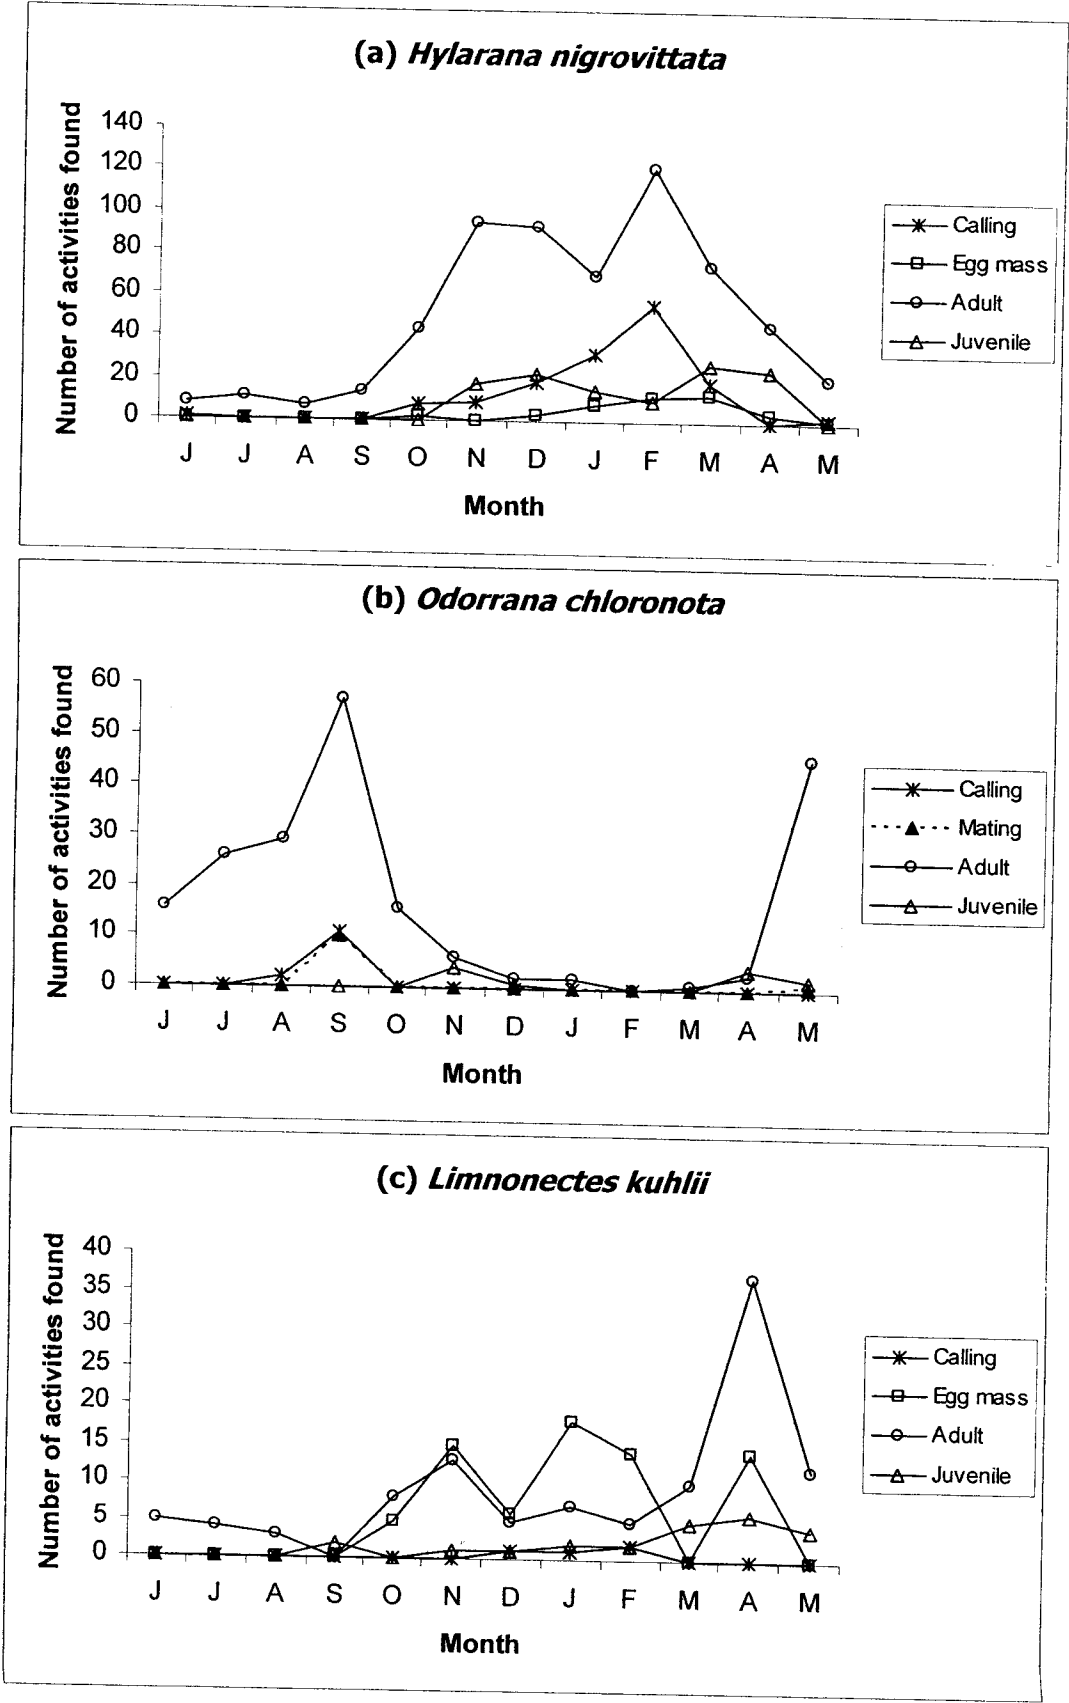 (a) Hylarana nigrovittata
Number of activities found
140
120
100
80
60
40
20
0
J J A S O N D J F M A M
Month
Calling
Egg mass
Adult
Juvenile
(b) Odorrana chloronota
Number of activities found
60
50
40
30
20
10
0
J J A S O N D J F M A M
Month
Calling
Mating
Adult
Juvenile
(c) Limnonectes kuhlii
Number of activities found
40
35
30
25
20
15
10
5
0
J J A S O N D J F M A M
Month
Calling
Egg mass
Adult
Juvenile